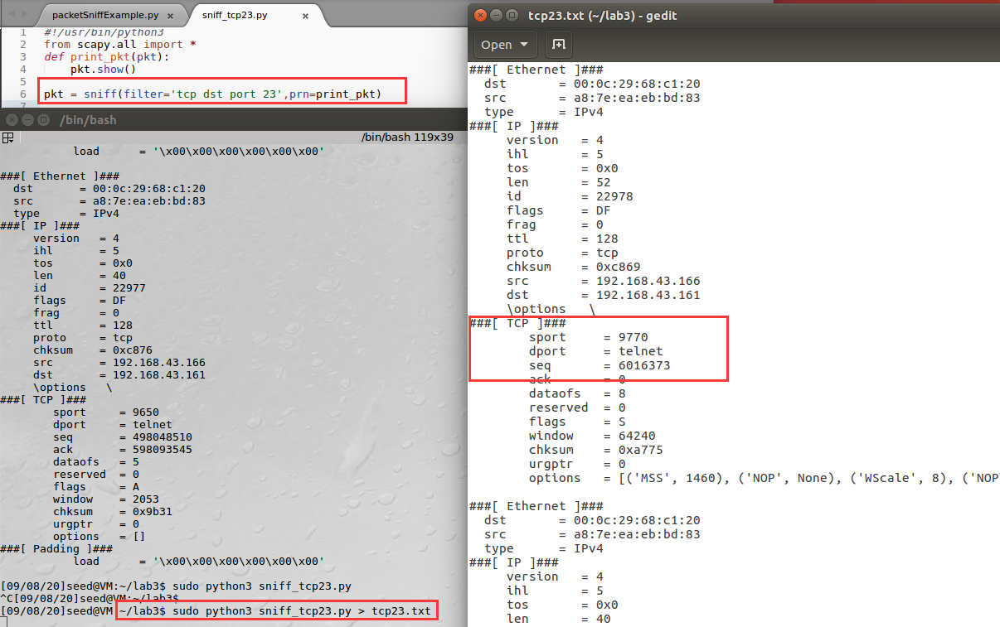 packetSniffExample.py ×
sniff_tcp23.py ×
1 #!/usr/bin/python3
2 from scapy.all import *
3 def print_pkt(pkt):
4     pkt.show()
5
6 pkt = sniff(filter='tcp dst port 23',prn=print_pkt)
7
/bin/bash
/bin/bash 119x39
           load      = '\x00\x00\x00\x00\x00\x00'
###[ Ethernet ]###
  dst       = 00:0c:29:68:c1:20
  src       = a8:7e:ea:eb:bd:83
  type      = IPv4
###[ IP ]###
     version   = 4
     ihl       = 5
     tos       = 0x0
     len       = 40
     id        = 22977
     flags     = DF
     frag      = 0
     ttl       = 128
     proto     = tcp
     chksum    = 0xc876
     src       = 192.168.43.166
     dst       = 192.168.43.161
     \options   \
###[ TCP ]###
        sport     = 9650
        dport     = telnet
        seq       = 498048510
        ack       = 598093545
        dataofs   = 5
        reserved  = 0
        flags     = A
        window    = 2053
        chksum    = 0x9b31
        urgptr    = 0
        options   = []
###[ Padding ]###
           load      = '\x00\x00\x00\x00\x00\x00'
[09/08/20]seed@VM:~/lab3$ sudo python3 sniff_tcp23.py
^C[09/08/20]seed@VM:~/lab3$
[09/08/20]seed@VM:~/lab3$ sudo python3 sniff_tcp23.py > tcp23.txt
tcp23.txt (~/lab3) - gedit
Open
###[ Ethernet ]###
  dst       = 00:0c:29:68:c1:20
  src       = a8:7e:ea:eb:bd:83
  type      = IPv4
###[ IP ]###
     version   = 4
     ihl       = 5
     tos       = 0x0
     len       = 52
     id        = 22978
     flags     = DF
     frag      = 0
     ttl       = 128
     proto     = tcp
     chksum    = 0xc869
     src       = 192.168.43.166
     dst       = 192.168.43.161
     \options   \
###[ TCP ]###
        sport     = 9770
        dport     = telnet
        seq       = 6016373
        ack       = 0
        dataofs   = 8
        reserved  = 0
        flags     = S
        window    = 64240
        chksum    = 0xa775
        urgptr    = 0
        options   = [('MSS', 1460), ('NOP', None), ('WScale', 8), ('NOP
###[ Ethernet ]###
  dst       = 00:0c:29:68:c1:20
  src       = a8:7e:ea:eb:bd:83
  type      = IPv4
###[ IP ]###
     version   = 4
     ihl       = 5
     tos       = 0x0
     len       = 40